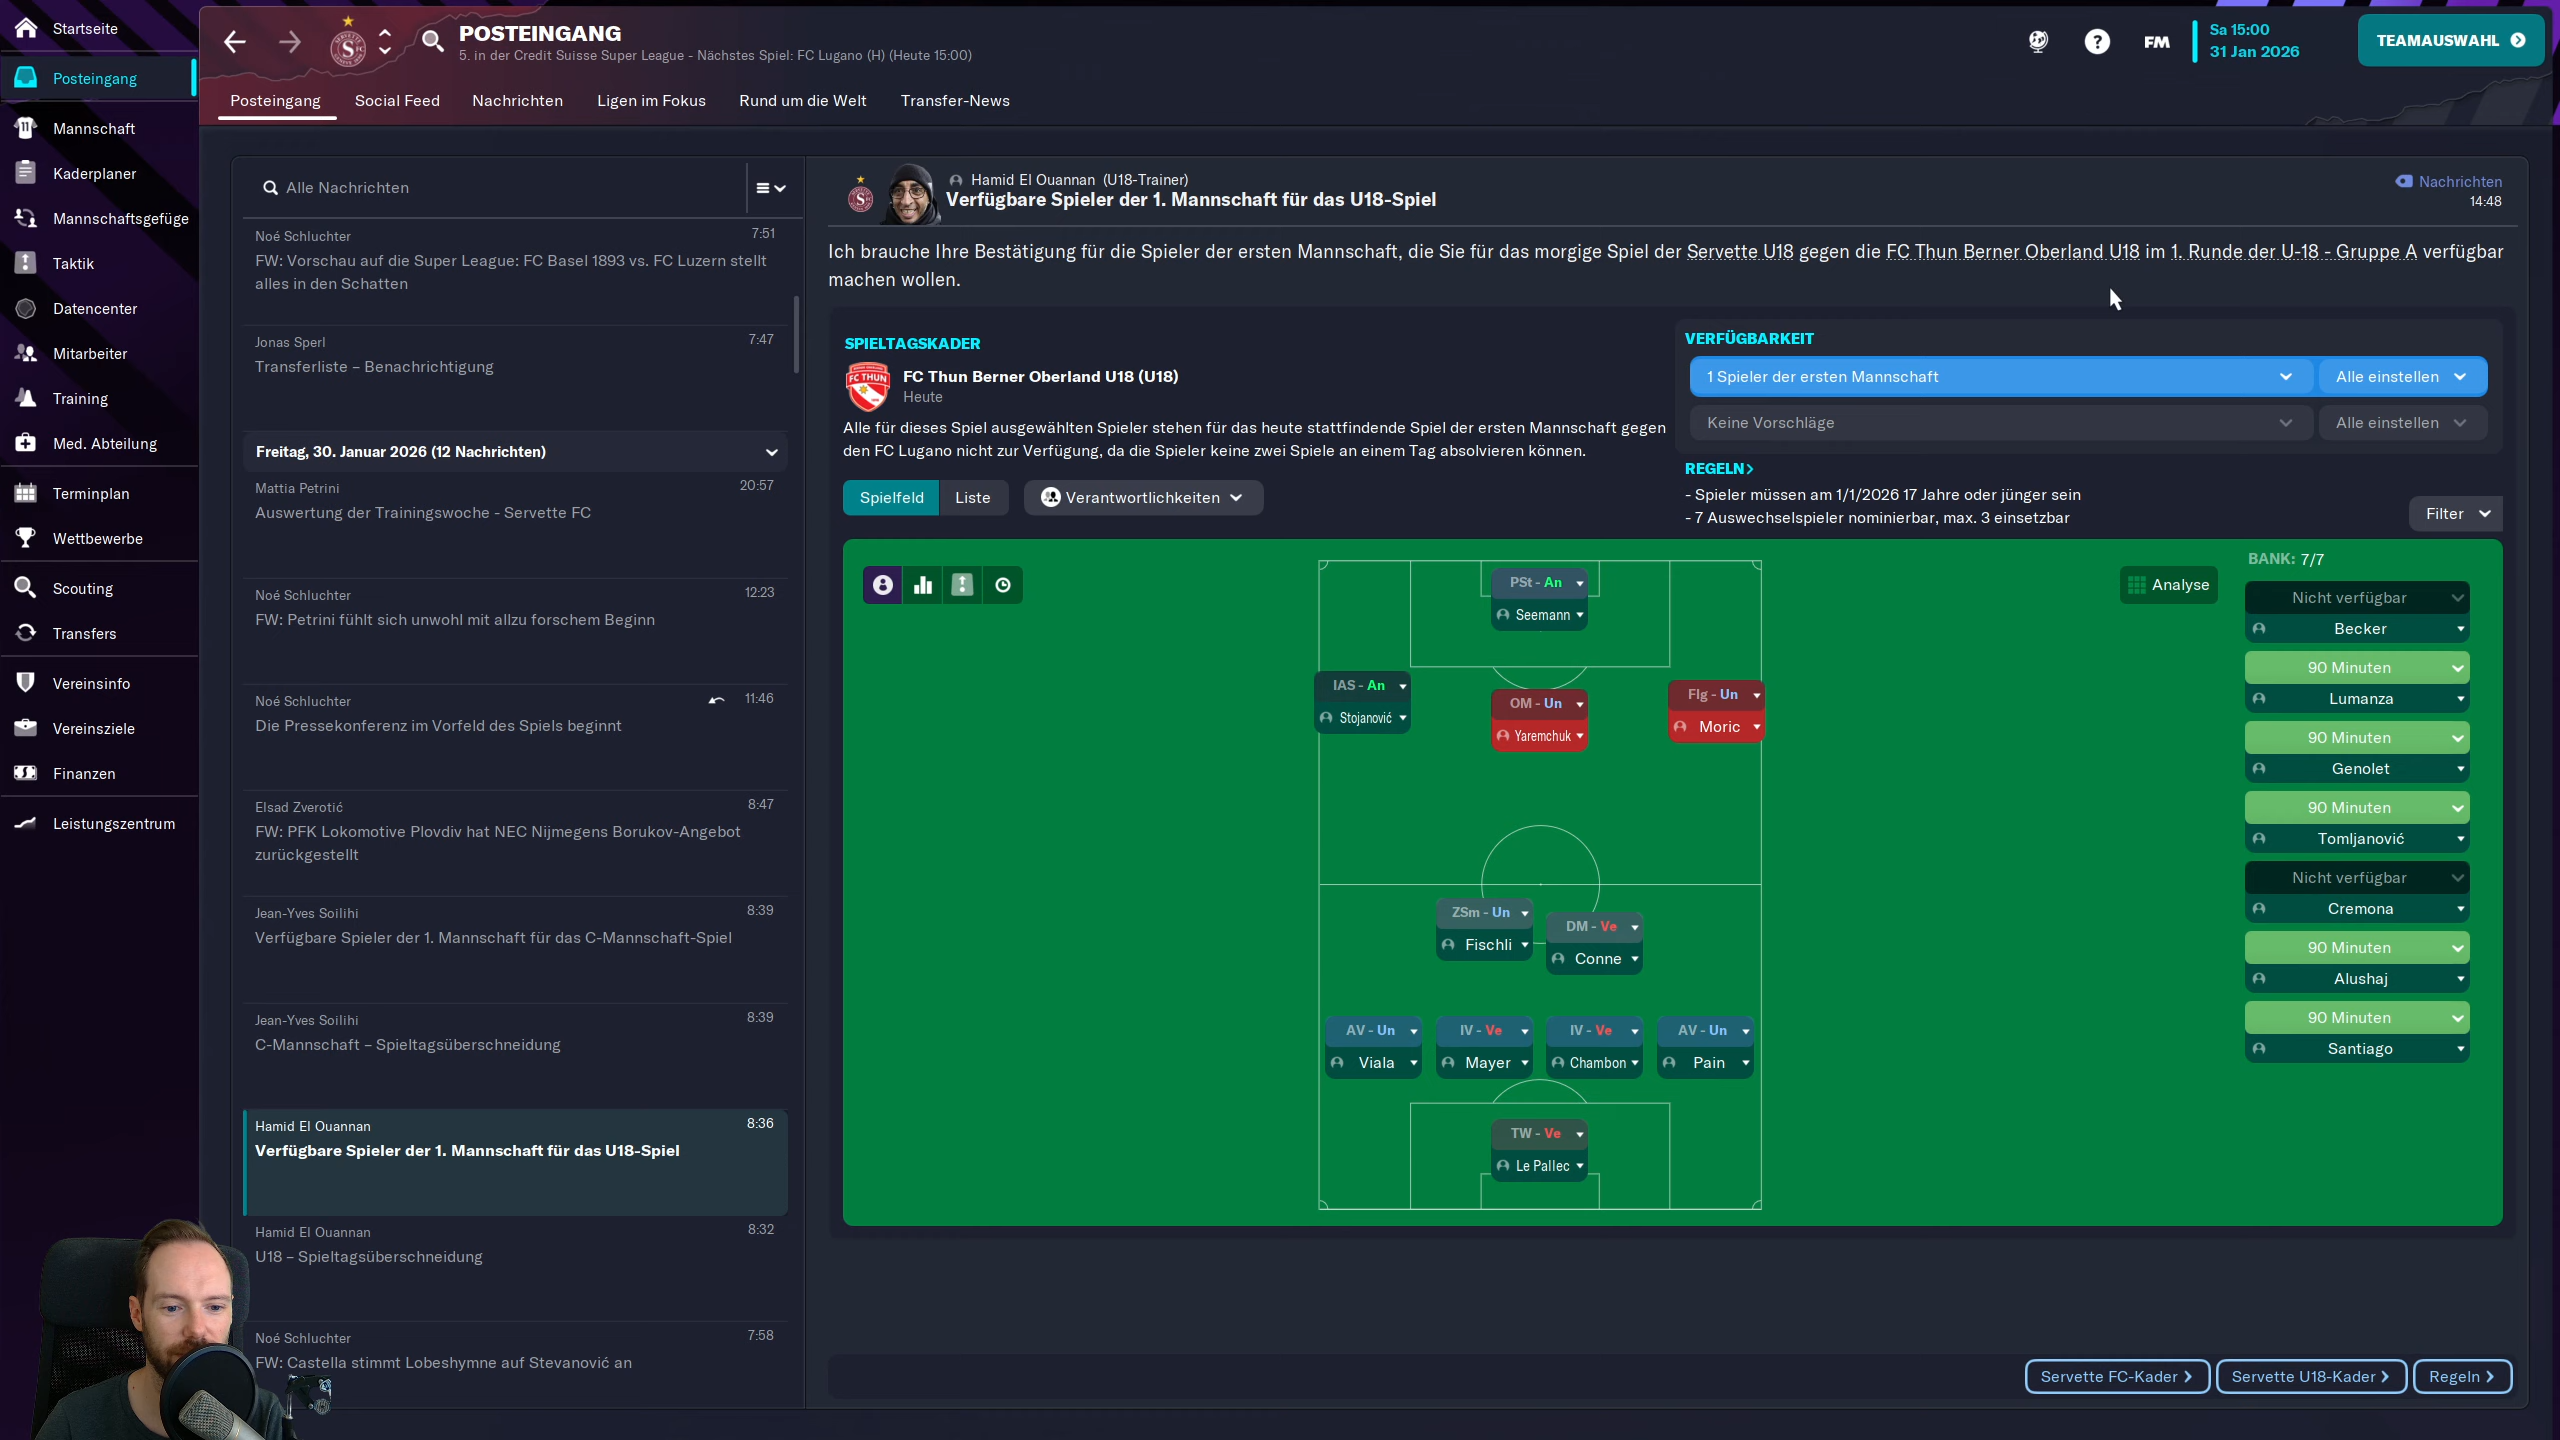 Startseite
Posteingang
Mannschaft
Kaderplaner
Mannschaftsgefüge
Taktik
Datencenter
Mitarbeiter
Training
Med. Abteilung
Terminplan
Wettbewerbe
Scouting
Transfers
Vereinsinfo
Vereinsziele
Finanzen
Leistungszentrum
POSTEINGANG
5. in der Credit Suisse Super League - Nächstes Spiel: FC Lugano (H) (Heute 15:00)
FM
Sa 15:00
31 Jan 2026
TEAMAUSWAHL
Posteingang
Social Feed
Nachrichten
Ligen im Fokus
Rund um die Welt
Transfer-News
Alle Nachrichten
Noé Schluchter 7:51
FW: Vorschau auf die Super League: FC Basel 1893 vs. FC Luzern stellt
alles in den Schatten
Jonas Sperl 7:47
Transferliste – Benachrichtigung
Freitag, 30. Januar 2026 (12 Nachrichten)
Mattia Petrini 20:57
Auswertung der Trainingswoche - Servette FC
Noé Schluchter 12:23
FW: Petrini fühlt sich unwohl mit allzu forschem Beginn
Noé Schluchter 11:46
Die Pressekonferenz im Vorfeld des Spiels beginnt
Elsad Zverotić 8:47
FW: PFK Lokomotive Plovdiv hat NEC Nijmegens Borukov-Angebot
zurückgestellt
Jean-Yves Soilihi 8:39
Verfügbare Spieler der 1. Mannschaft für das C-Mannschaft-Spiel
Jean-Yves Soilihi 8:39
C-Mannschaft – Spieltagsüberschneidung
Hamid El Ouannan 8:36
Verfügbare Spieler der 1. Mannschaft für das U18-Spiel
Hamid El Ouannan 8:32
U18 – Spieltagsüberschneidung
Noé Schluchter 7:58
FW: Castella stimmt Lobeshymne auf Stevanović an
Hamid El Ouannan (U18-Trainer)
Verfügbare Spieler der 1. Mannschaft für das U18-Spiel
Nachrichten
14:48
Ich brauche Ihre Bestätigung für die Spieler der ersten Mannschaft, die Sie für das morgige Spiel der Servette U18 gegen die FC Thun Berner Oberland U18 im 1. Runde der U-18 - Gruppe A verfügbar
machen wollen.
SPIELTAGSKADER
FC THUN
FC Thun Berner Oberland U18 (U18)
Heute
Alle für dieses Spiel ausgewählten Spieler stehen für das heute stattfindende Spiel der ersten Mannschaft gegen
den FC Lugano nicht zur Verfügung, da die Spieler keine zwei Spiele an einem Tag absolvieren können.
Spielfeld
Liste
Verantwortlichkeiten
VERFÜGBARKEIT
1 Spieler der ersten Mannschaft
Alle einstellen
Keine Vorschläge
Alle einstellen
REGELN
- Spieler müssen am 1/1/2026 17 Jahre oder jünger sein
- 7 Auswechselspieler nominierbar, max. 3 einsetzbar
Filter
Analyse
PSt - An
Seemann
IAS - An
Stojanović
OM - Un
Yaremchuk
Flg - Un
Moric
ZSm - Un
Fischli
DM - Ve
Conne
AV - Un
Viala
IV - Ve
Mayer
IV - Ve
Chambon
AV - Un
Pain
TW - Ve
Le Pallec
BANK: 7/7
Nicht verfügbar
Becker
90 Minuten
Lumanza
90 Minuten
Genolet
90 Minuten
Tomljanović
Nicht verfügbar
Cremona
90 Minuten
Alushaj
90 Minuten
Santiago
Servette FC-Kader
Servette U18-Kader
Regeln